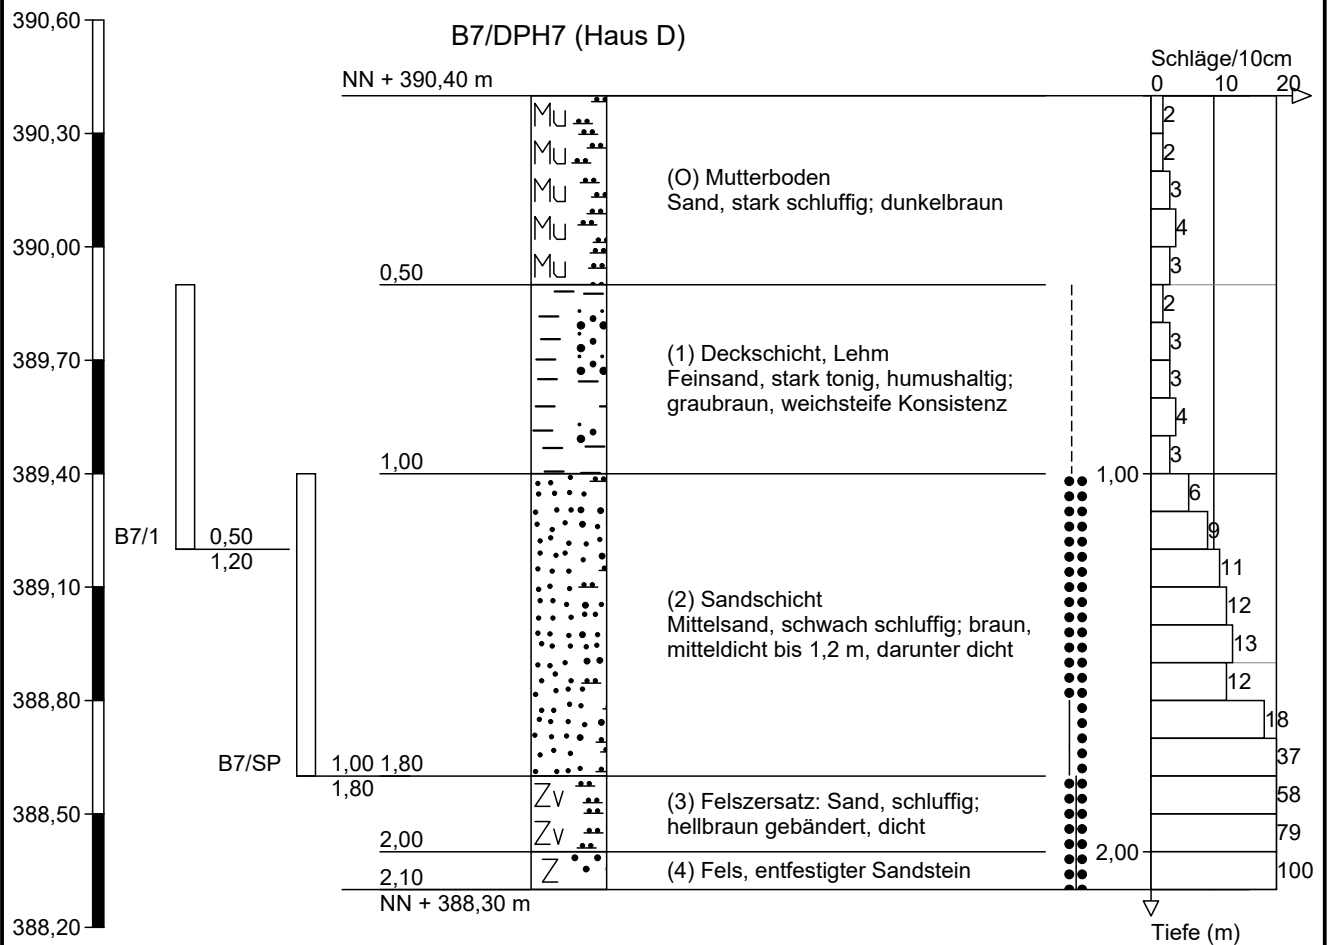 B7/DPH7 (Haus D)
NN + 390,40 m
Schläge/10cm
0 10 20
390,60
390,30
390,00
389,70
389,40
389,10
388,80
388,50
388,20
Mu
Mu
Mu
Mu
Mu
(O) Mutterboden
Sand, stark schluffig; dunkelbraun
0,50
(1) Deckschicht, Lehm
Feinsand, stark tonig, humushaltig;
graubraun, weichsteife Konsistenz
1,00
B7/1
0,50
1,20
(2) Sandschicht
Mittelsand, schwach schluffig; braun,
mitteldicht bis 1,2 m, darunter dicht
B7/SP
1,00 1,80
1,80
Zv
Zv
(3) Felszersatz: Sand, schluffig;
hellbraun gebändert, dicht
2,00
Z
(4) Fels, entfestigter Sandstein
2,10
NN + 388,30 m
2
2
3
4
3
2
3
3
4
3
1,00
6
9
11
12
13
12
18
37
58
79
2,00
100
Tiefe (m)